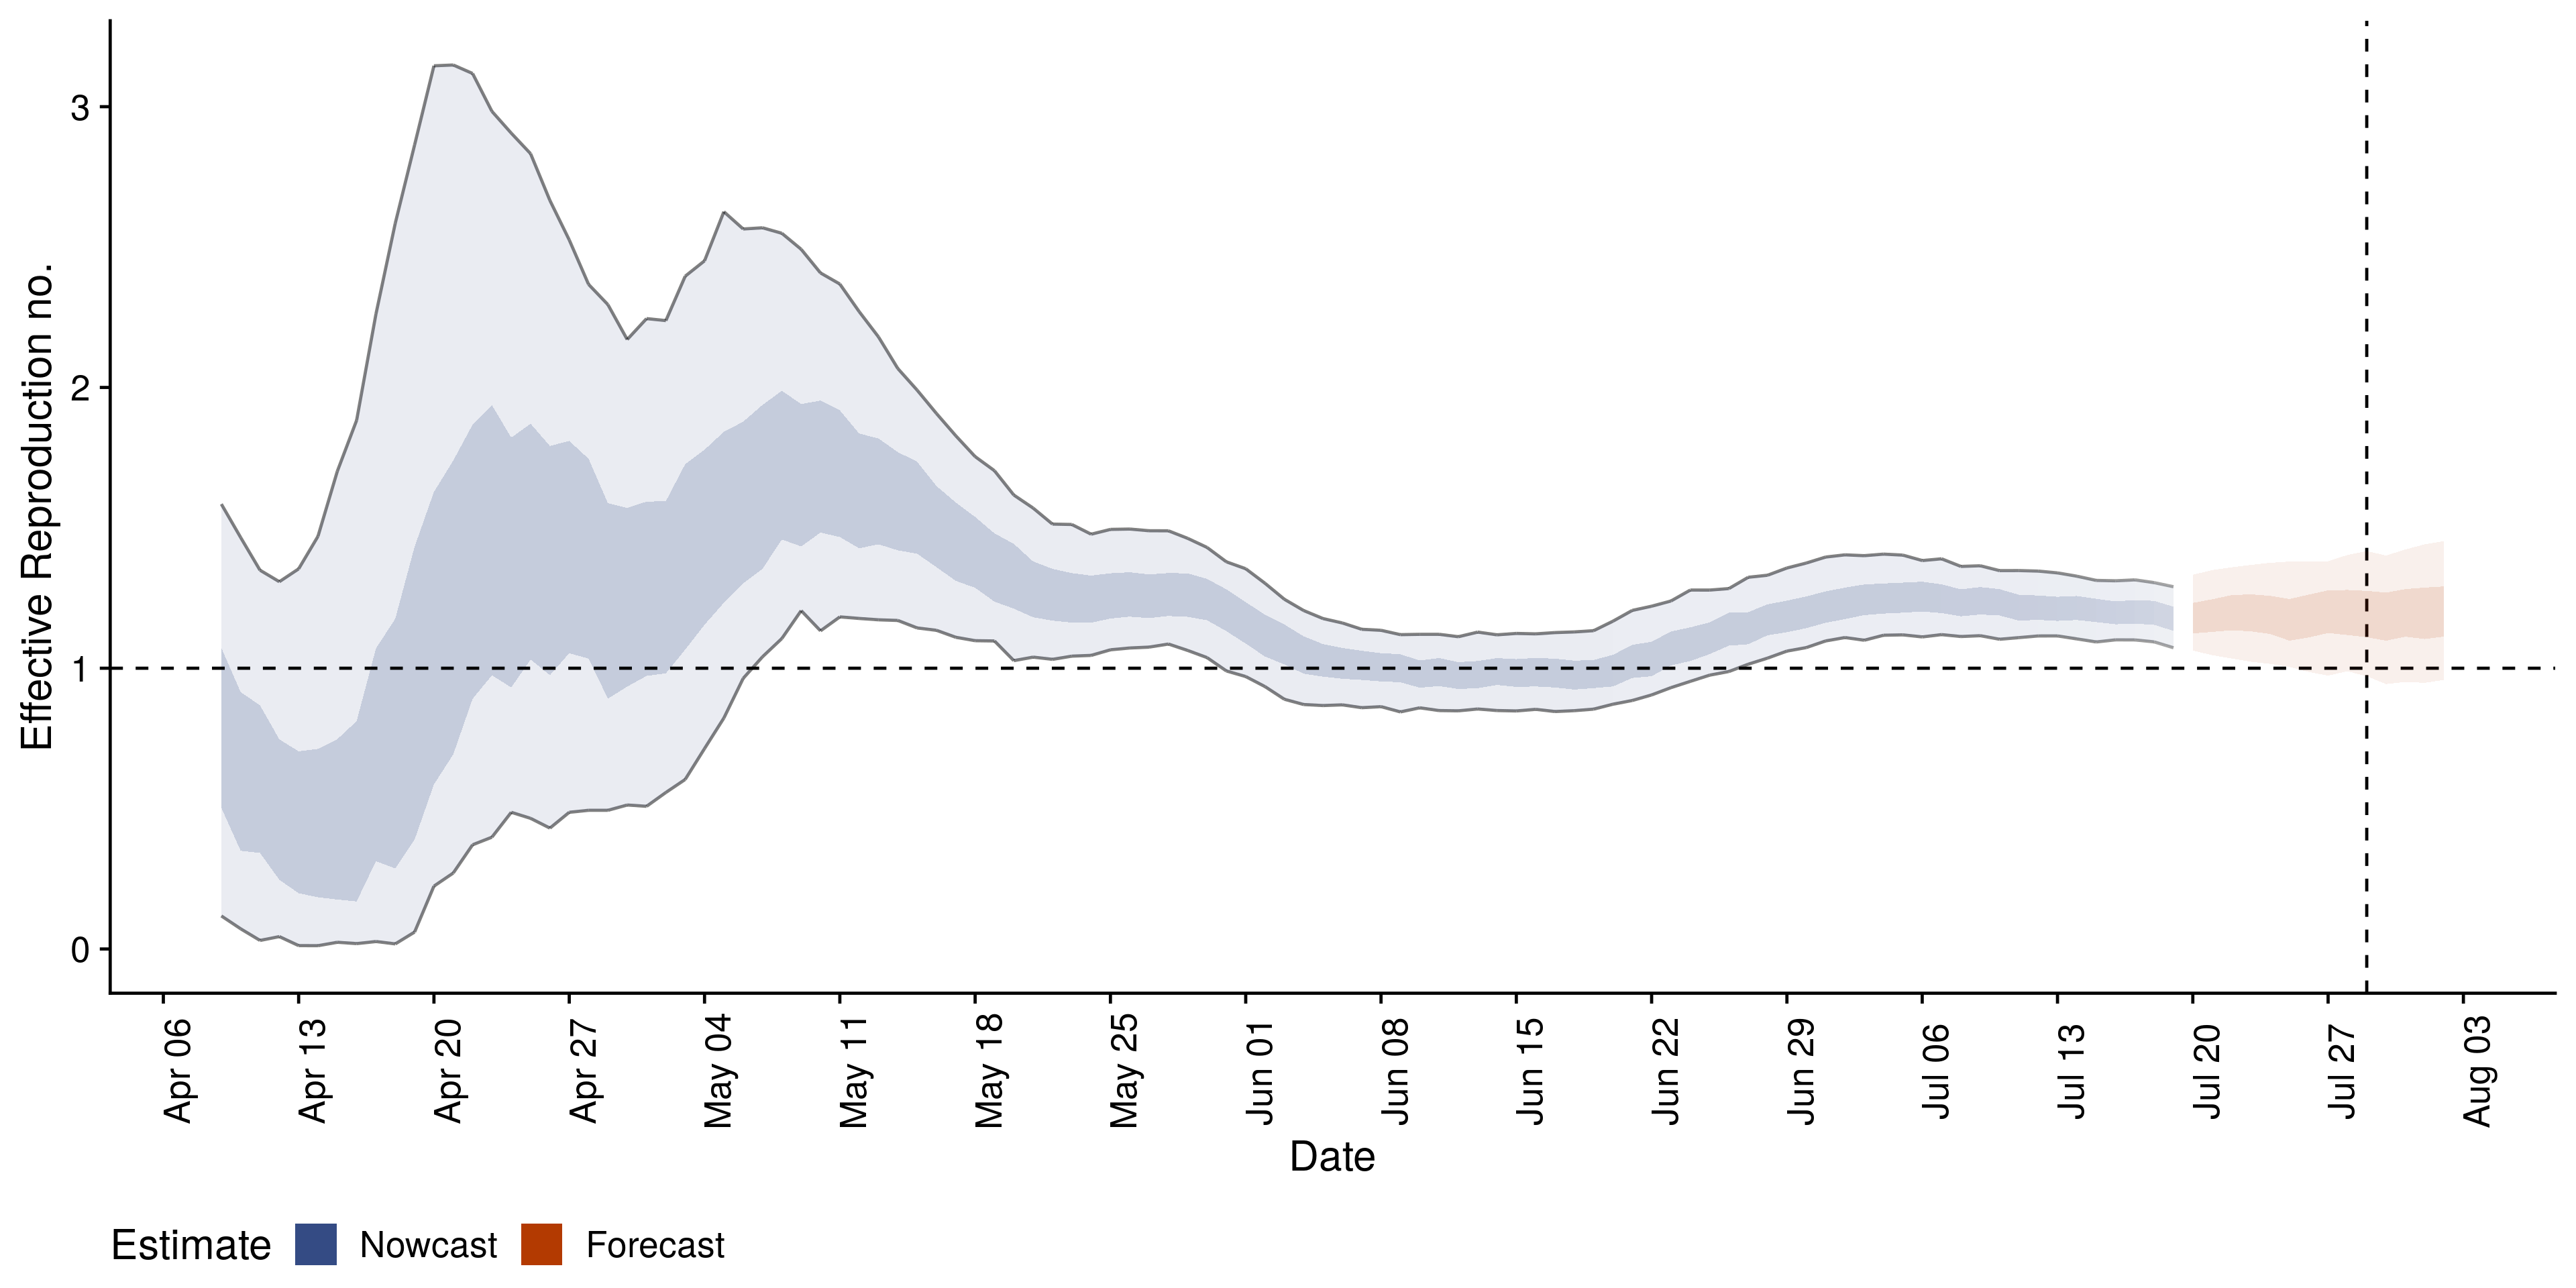 Effective Reproduction no.
3
2
1
0
Apr 06
Apr 13
Apr 20
Apr 27
May 04
May 11
May 18
May 25
Jun 01
Jun 08
Jun 15
Jun 22
Jun 29
Jul 06
Jul 13
Jul 20
Jul 27
Aug 03
Date
Estimate Nowcast Forecast